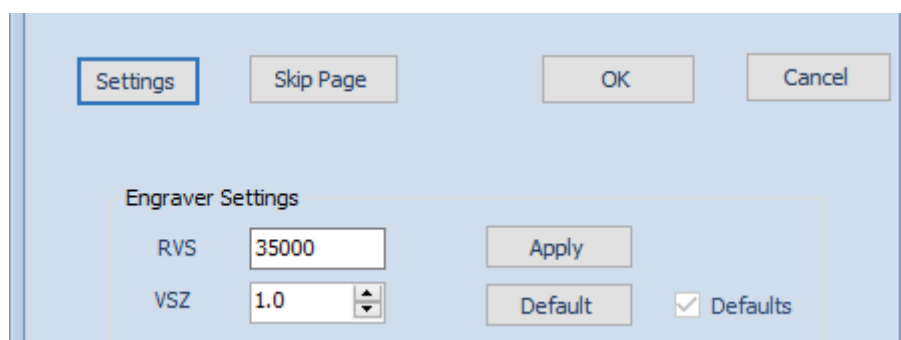 Settings Skip Page OK Cancel
Engraver Settings
RVS 35000 Apply
VSZ 1.0 Default Defaults